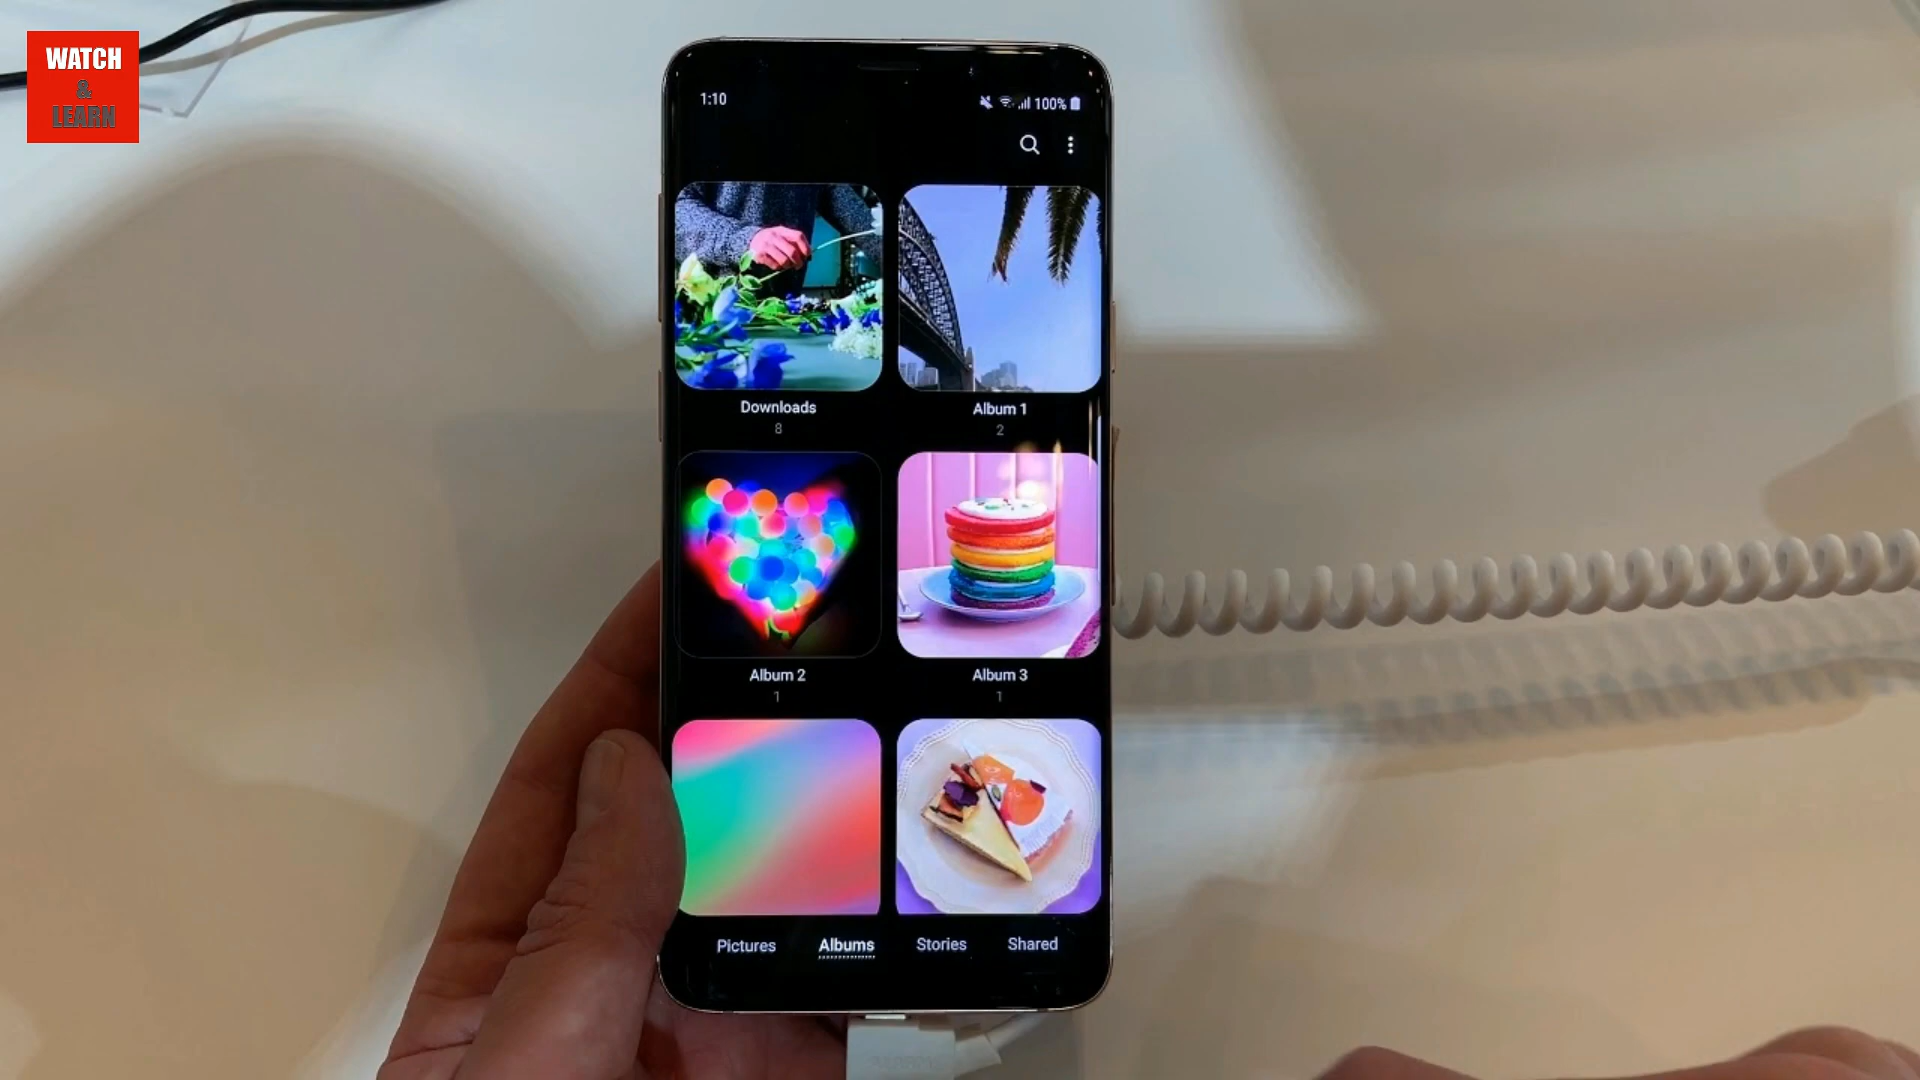 WATCH
&
LEARN
1:10
100%
Downloads
8
Album 1
2
Album 2
1
Album 3
1
Pictures
Albums
Stories
Shared